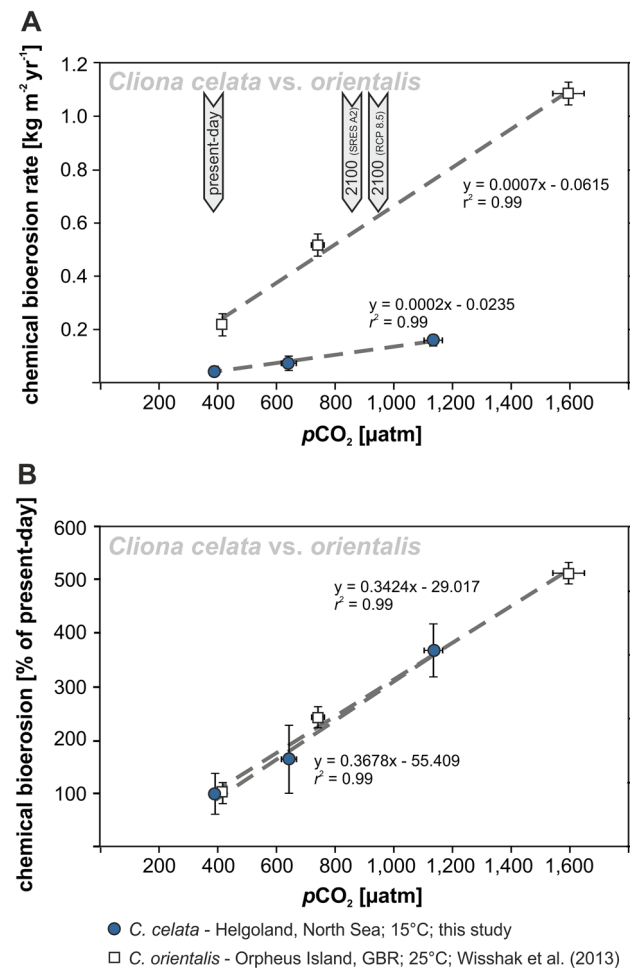 A
Cliona celata vs. orientalis
chemical bioerosion rate [kg m⁻² yr⁻¹]
1.2
1.0
0.8
0.6
0.4
0.2
present-day
2100 (SRES A2)
2100 (RCP 8.5)
y = 0.0007x - 0.0615
r² = 0.99
y = 0.0002x - 0.0235
r² = 0.99
200 400 600 800 1,000 1,200 1,400 1,600
pCO₂ [µatm]
B
Cliona celata vs. orientalis
chemical bioerosion [% of present-day]
600
500
400
300
200
100
y = 0.3424x - 29.017
r² = 0.99
y = 0.3678x - 55.409
r² = 0.99
200 400 600 800 1,000 1,200 1,400 1,600
pCO₂ [µatm]
C. celata - Helgoland, North Sea; 15°C; this study
C. orientalis - Orpheus Island, GBR; 25°C; Wisshak et al. (2013)